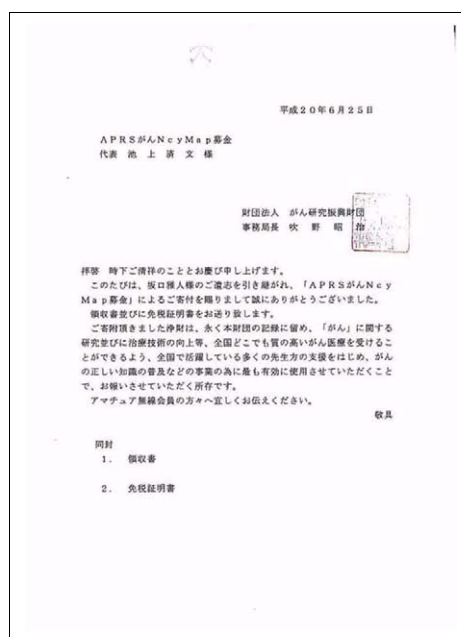 平成20年6月25日
APRSがんNcyMap募金
代表 池上済文様
財団法人 がん研究振興財団
事務局長 吹野昭治
拝啓 時下ご清祥のこととお慶び申し上げます。
このたびは、坂口雅人様のご遺志を引き継がれ、「APRSがんNcy
Map募金」によるご寄付を賜りまして誠にありがとうございました。
領収書並びに免税証明書をお送り致します。
ご寄附頂きました浄財は、永く本財団の記録に留め、「がん」に関する
研究並びに治療技術の向上等、全国どこでも質の高いがん医療を受けるこ
とができるよう、全国で活躍している多くの先生方の支援をはじめ、がん
の正しい知識の普及などの事業の為に最も有効に使用させていただくこと
で、お報いさせていただく所存です。
アマチュア無線会員の方々へ宜しくお伝えください。
敬具
同封
1. 領収書
2. 免税証明書